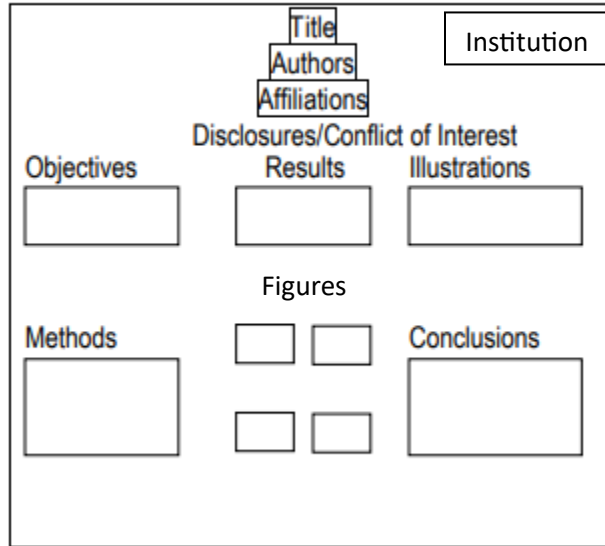 Title
Institution
Authors
Affiliations
Disclosures/Conflict of Interest
Objectives
Results
Illustrations
Figures
Methods
Conclusions